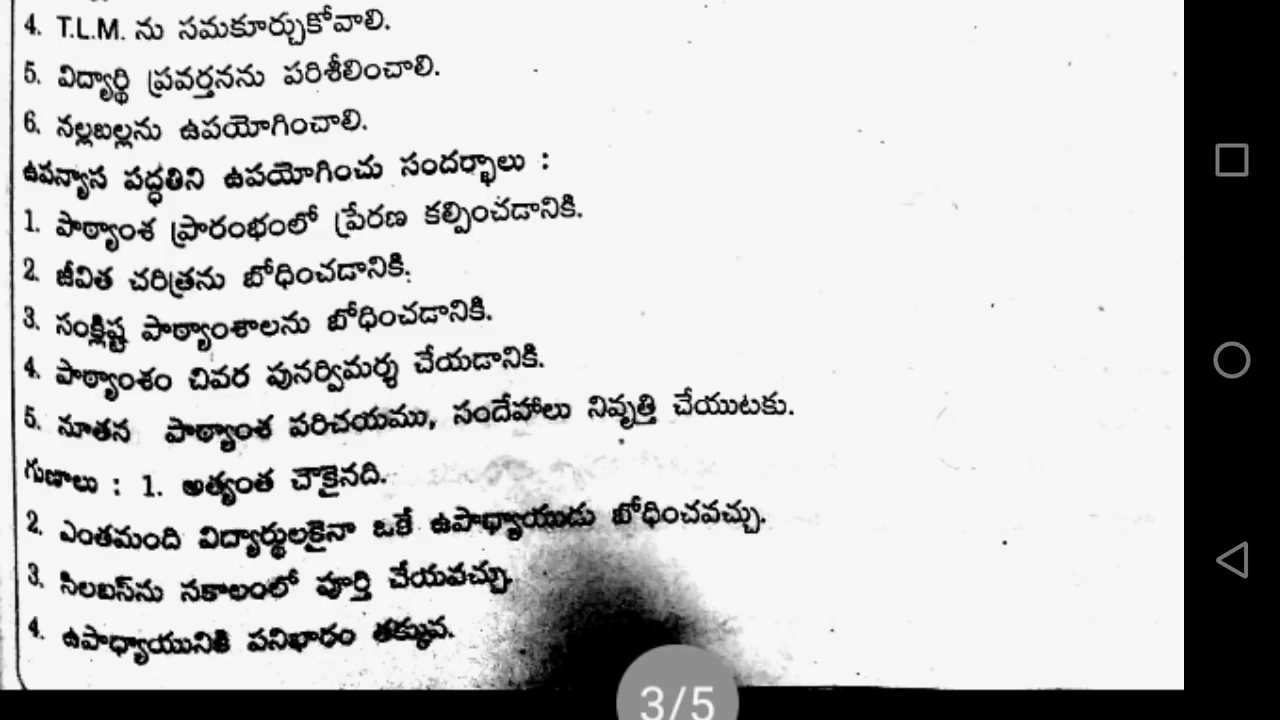 4. T.L.M. ను సమకూర్చుకోవాలి.
5. విద్యార్థి ప్రవర్తనను పరిశీలించాలి.
6. నల్లబల్లను ఉపయోగించాలి.
ఉపన్యాస పద్ధతిని ఉపయోగించు సందర్భాలు :
1. పాఠ్యాంశ ప్రారంభంలో ప్రేరణ కల్పించడానికి.
2. జీవిత చరిత్రను బోధించడానికి.
3. సంక్లిష్ట పాఠ్యాంశాలను బోధించడానికి.
4. పాఠ్యాంశం చివర పునర్విమర్శ చేయడానికి.
5. నూతన పాఠ్యాంశ పరిచయము, సందేహాలు నివృత్తి చేయుటకు.
గుణాలు : 1. అత్యంత చౌకైనది.
2. ఎంతమంది విద్యార్థులకైనా ఒకే ఉపాధ్యాయుడు బోధించవచ్చు.
3. సిలబస్‌ను సకాలంలో పూర్తి చేయవచ్చు.
4. ఉపాధ్యాయునికి పనిభారం తక్కువ.
3/5